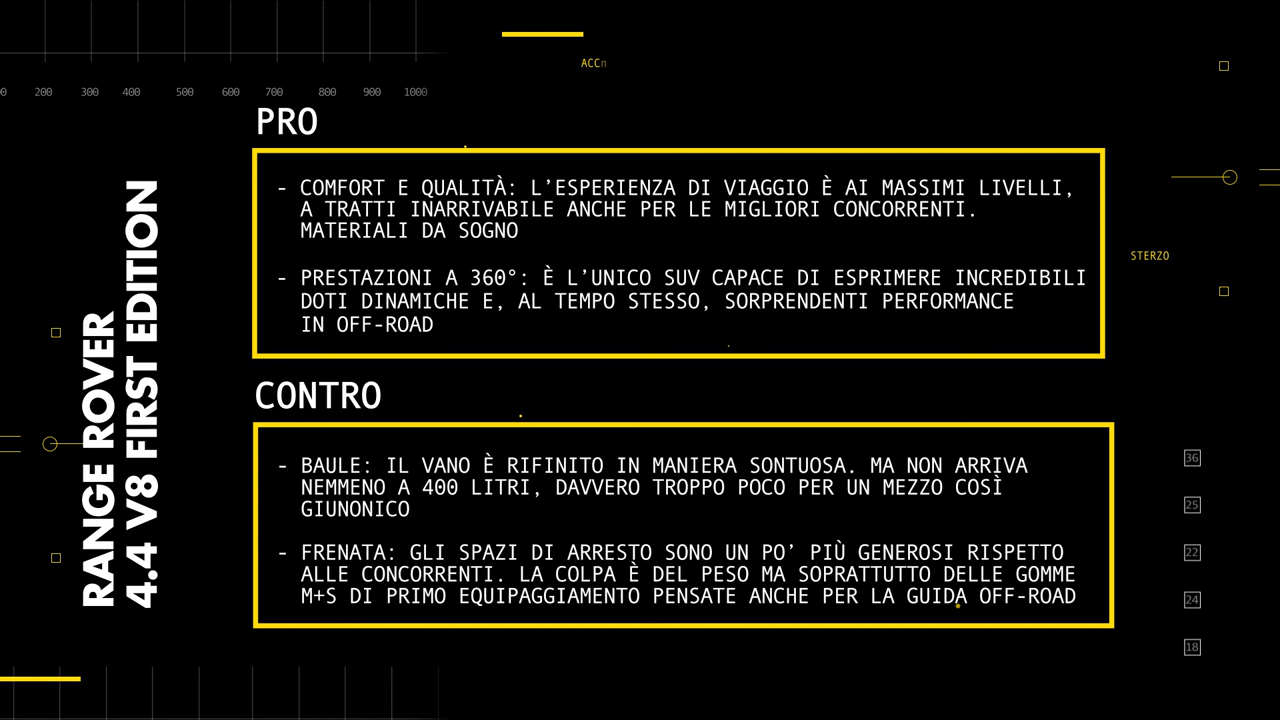 ACCn
200 300 400 500 600 700 800 900 1000
PRO
- COMFORT E QUALITÀ: L'ESPERIENZA DI VIAGGIO È AI MASSIMI LIVELLI,
A TRATTI INARRIVABILE ANCHE PER LE MIGLIORI CONCORRENTI.
MATERIALI DA SOGNO
- PRESTAZIONI A 360°: È L'UNICO SUV CAPACE DI ESPRIMERE INCREDIBILI
DOTI DINAMICHE E, AL TEMPO STESSO, SORPRENDENTI PERFORMANCE
IN OFF-ROAD
STERZO
RANGE ROVER
4.4 V8 FIRST EDITION
CONTRO
- BAULE: IL VANO È RIFINITO IN MANIERA SONTUOSA. MA NON ARRIVA
NEMMENO A 400 LITRI, DAVVERO TROPPO POCO PER UN MEZZO COSÌ
GIUNONICO
- FRENATA: GLI SPAZI DI ARRESTO SONO UN PO' PIÙ GENEROSI RISPETTO
ALLE CONCORRENTI. LA COLPA È DEL PESO MA SOPRATTUTTO DELLE GOMME
M+S DI PRIMO EQUIPAGGIAMENTO PENSATE ANCHE PER LA GUIDA OFF-ROAD
36
25
22
24
18